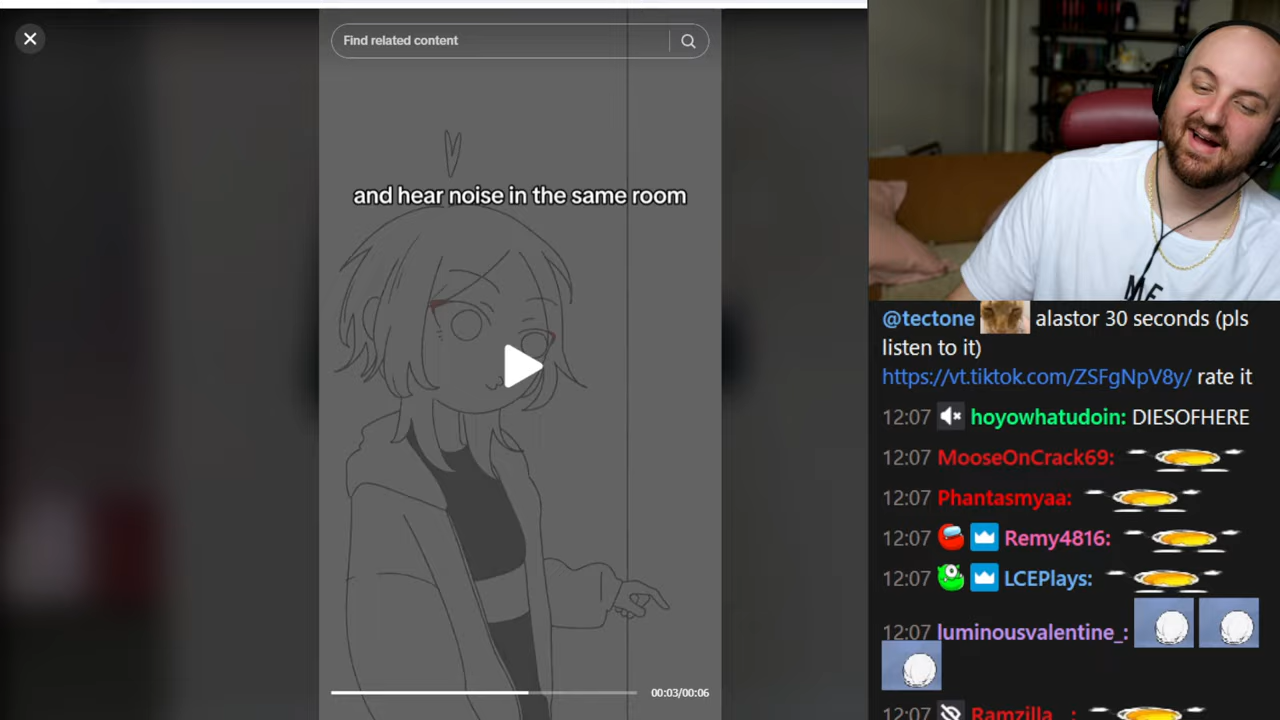 Find related content
and hear noise in the same room
00:03/00:06
ME
@tectone alastor 30 seconds (pls
listen to it)
https://vt.tiktok.com/ZSFgNpV8y/ rate it
12:07 hoyowhatudoin: DIESOFHERE
12:07 MooseOnCrack69:
12:07 Phantasmyaa:
12:07 Remy4816:
12:07 LCEPlays:
12:07 luminousvalentine_:
12:07 Ramzilla_: